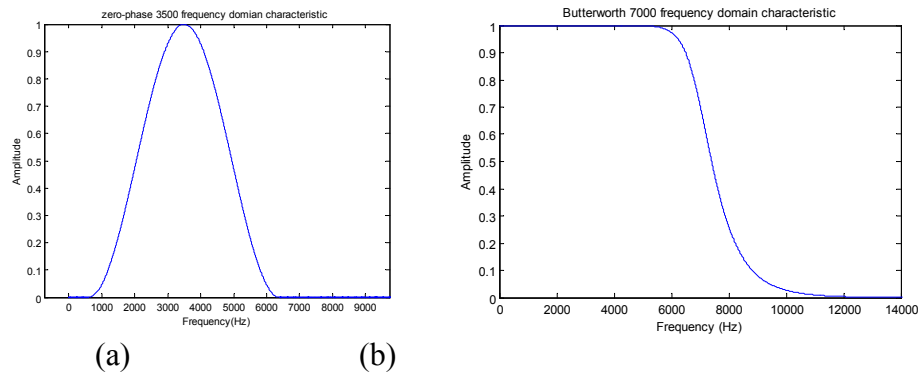 zero-phase 3500 frequency domian characteristic
1
0.9
0.8
0.7
0.6
0.5
0.4
0.3
0.2
0.1
0
Amplitude
0 1000 2000 3000 4000 5000 6000 7000 8000 9000
Frequency(Hz)
Butterworth 7000 frequency domain characteristic
1
0.9
0.8
0.7
0.6
0.5
0.4
0.3
0.2
0.1
0
Amplitude
0 2000 4000 6000 8000 10000 12000 14000
Frequency (Hz)
(a) (b)